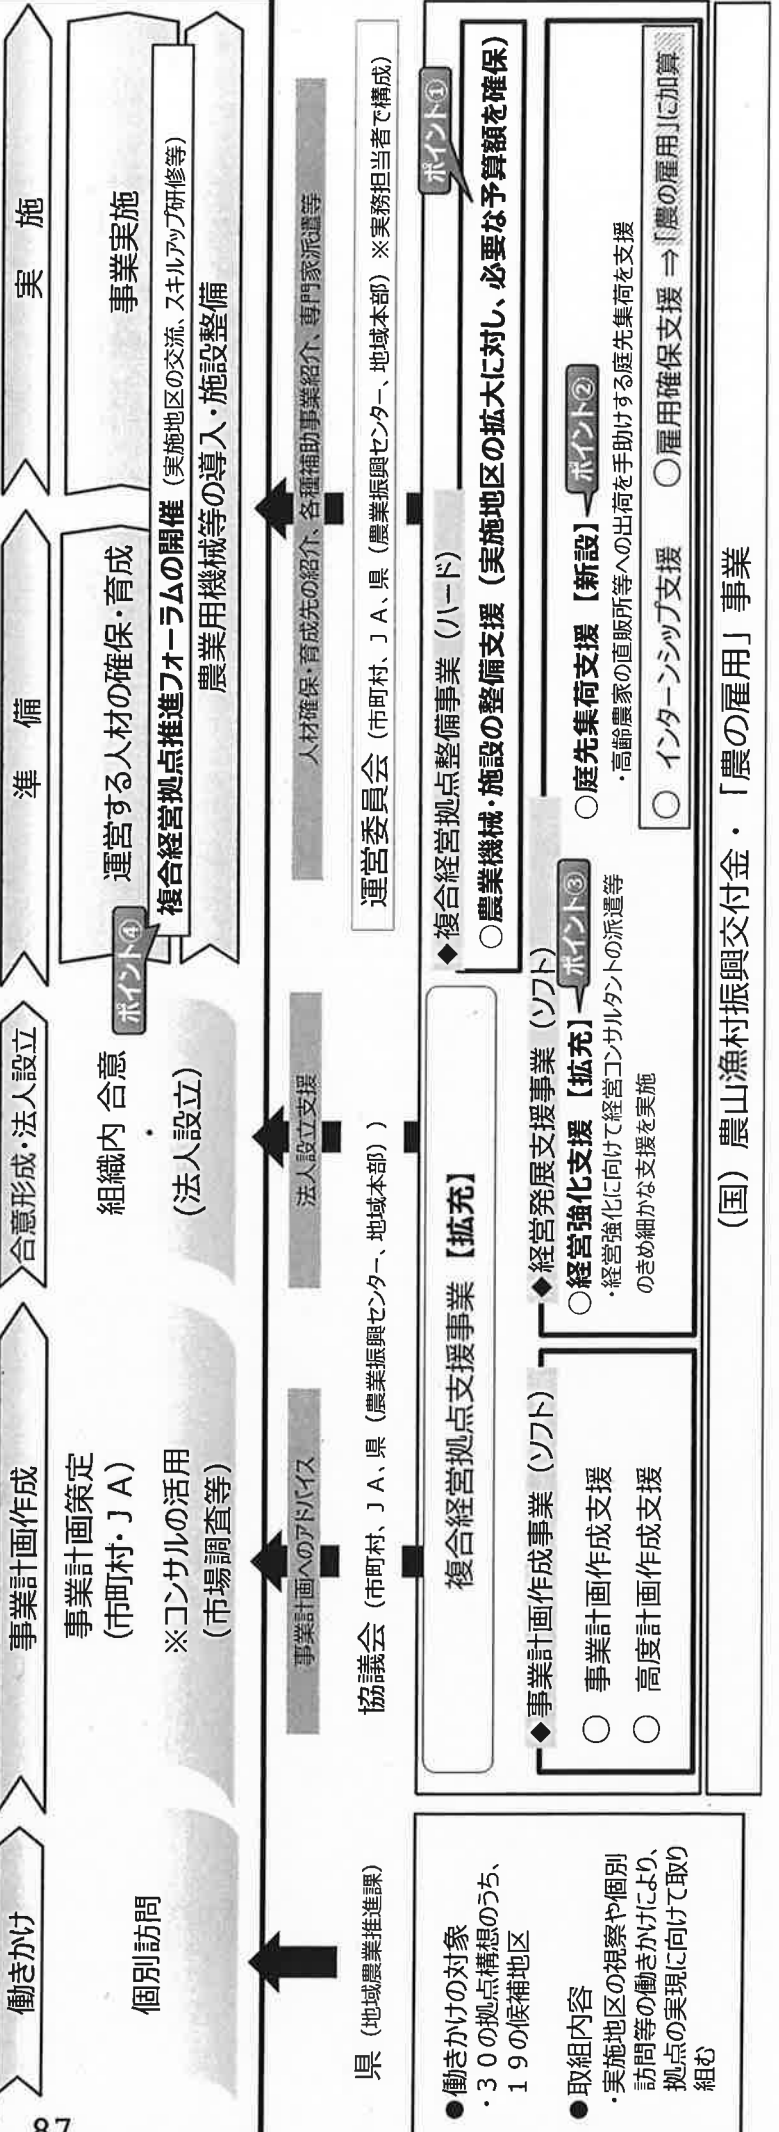 働きかけ
事業計画作成
合意形成・法人設立
準　備
実　施
個別訪問
事業計画策定
(市町村・ＪＡ)
※コンサルの活用
(市場調査等)
組織内 合意
・
(法人設立)
運営する人材の確保・育成
事業実施
ポイント④
複合経営拠点推進フォーラムの開催（実施地区の交流、スキルアップ研修等）
農業用機械等の導入・施設整備
事業計画へのアドバイス
法人設立支援
人材確保・育成先の紹介、各種補助事業紹介、専門家派遣等
県（地域農業推進課）
協議会（市町村、ＪＡ、県（農業振興センター、地域本部））
運営委員会（市町村、ＪＡ、県（農業振興センター、地域本部）※実務担当者で構成）
●働きかけの対象
・３０の拠点構想のうち、
１９の候補地区
●取組内容
・実施地区の視察や個別
訪問等の働きかけにより、
拠点の実現に向けて取り
組む
複合経営拠点支援事業【拡充】
◆複合経営拠点整備事業（ハード）
ポイント①
○農業機械・施設の整備支援（実施地区の拡大に対し、必要な予算額を確保）
◆事業計画作成事業（ソフト）
○ 事業計画作成支援
○ 高度計画作成支援
◆経営発展支援事業（ソフト）
○経営強化支援【拡充】
ポイント③
・経営強化に向けて経営コンサルタントの派遣等
のきめ細かな支援を実施
○庭先集荷支援【新設】
ポイント②
・高齢農家の直販所等への出荷を手助けする庭先集荷を支援
○ インターンシップ支援
○雇用確保支援 ⇒「農の雇用」に加算
（国）農山漁村振興交付金・「農の雇用」事業
87